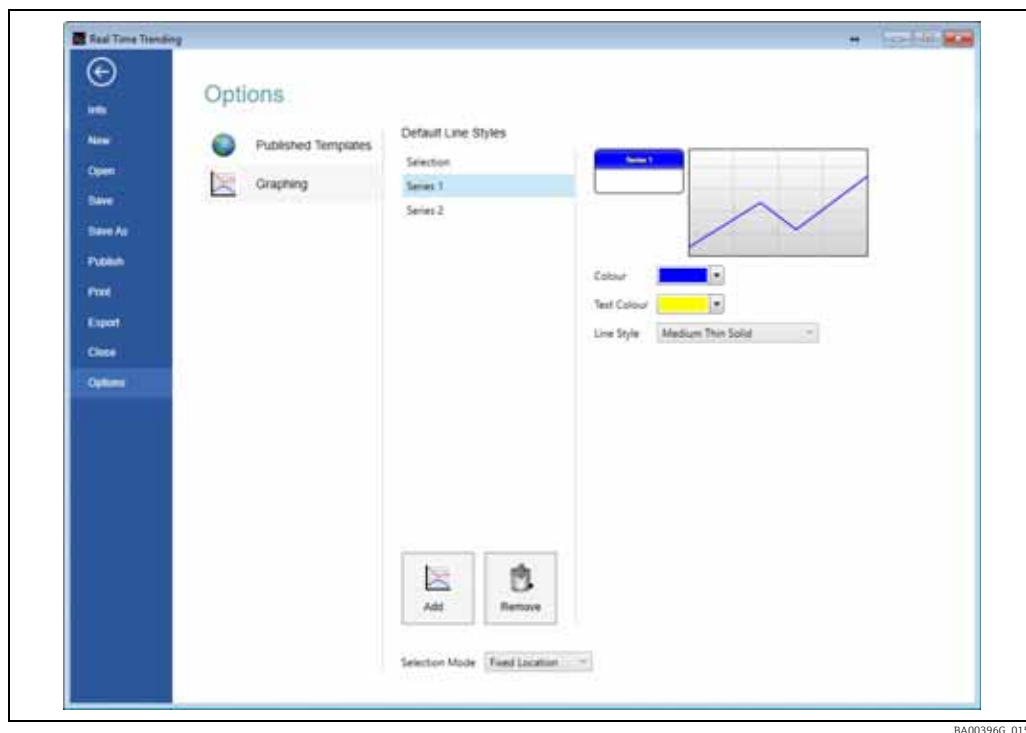 Real Time Trending
Options
Info
New
Open
Save
Save As
Publish
Print
Export
Close
Options
Published Templates
Graphing
Default Line Styles
Selection
Series 1
Series 2
Series 1
Colour
Text Colour
Line Style Medium Thin Solid
Add Remove
Selection Mode Fixed Location